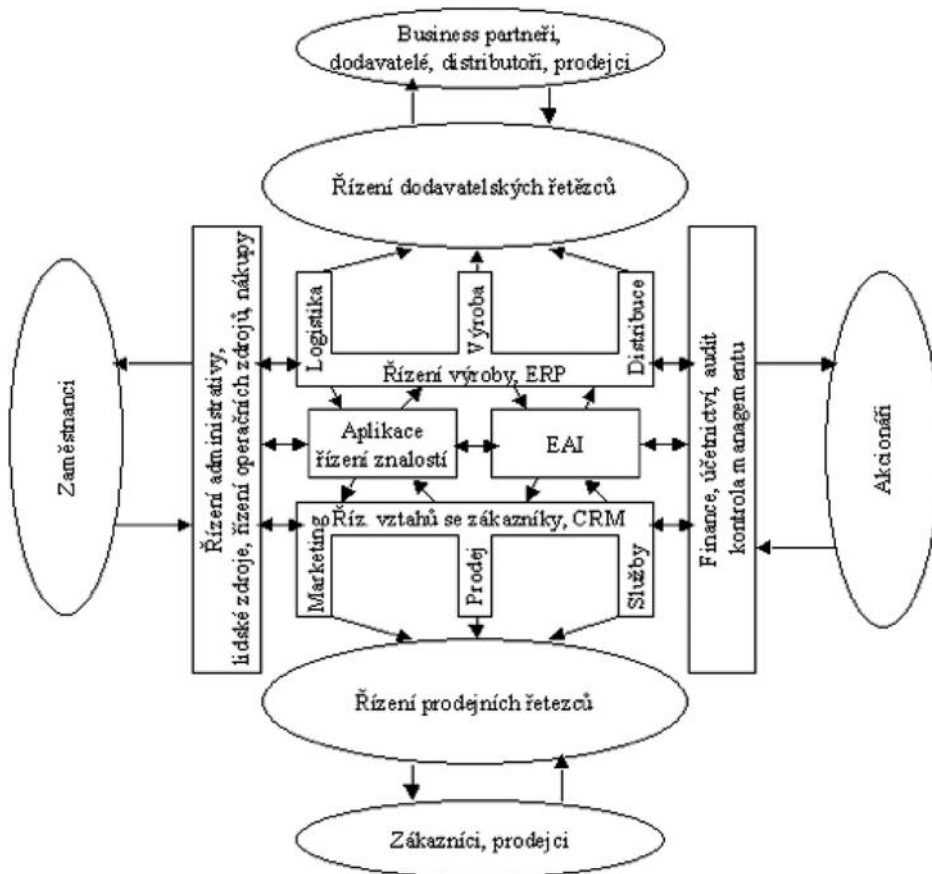 Business partneři,
dodavatelé, distributoři, prodejci
Řízení dodavatelských řetězců
Zaměstnanci
Řízení administrativy,
lidské zdroje, řízení operačních zdrojů, nákupy
Logistika
Výroba
Distribuce
Řízení výroby, ERP
Aplikace
řízení znalostí
EAI
Říz. vztahů se zákazníky, CRM
Marketing
Prodej
Služby
Finance, účetnictví, audit
kontrola managementu
Akcionáři
Řízení prodejních řetezců
Zákazníci, prodejci